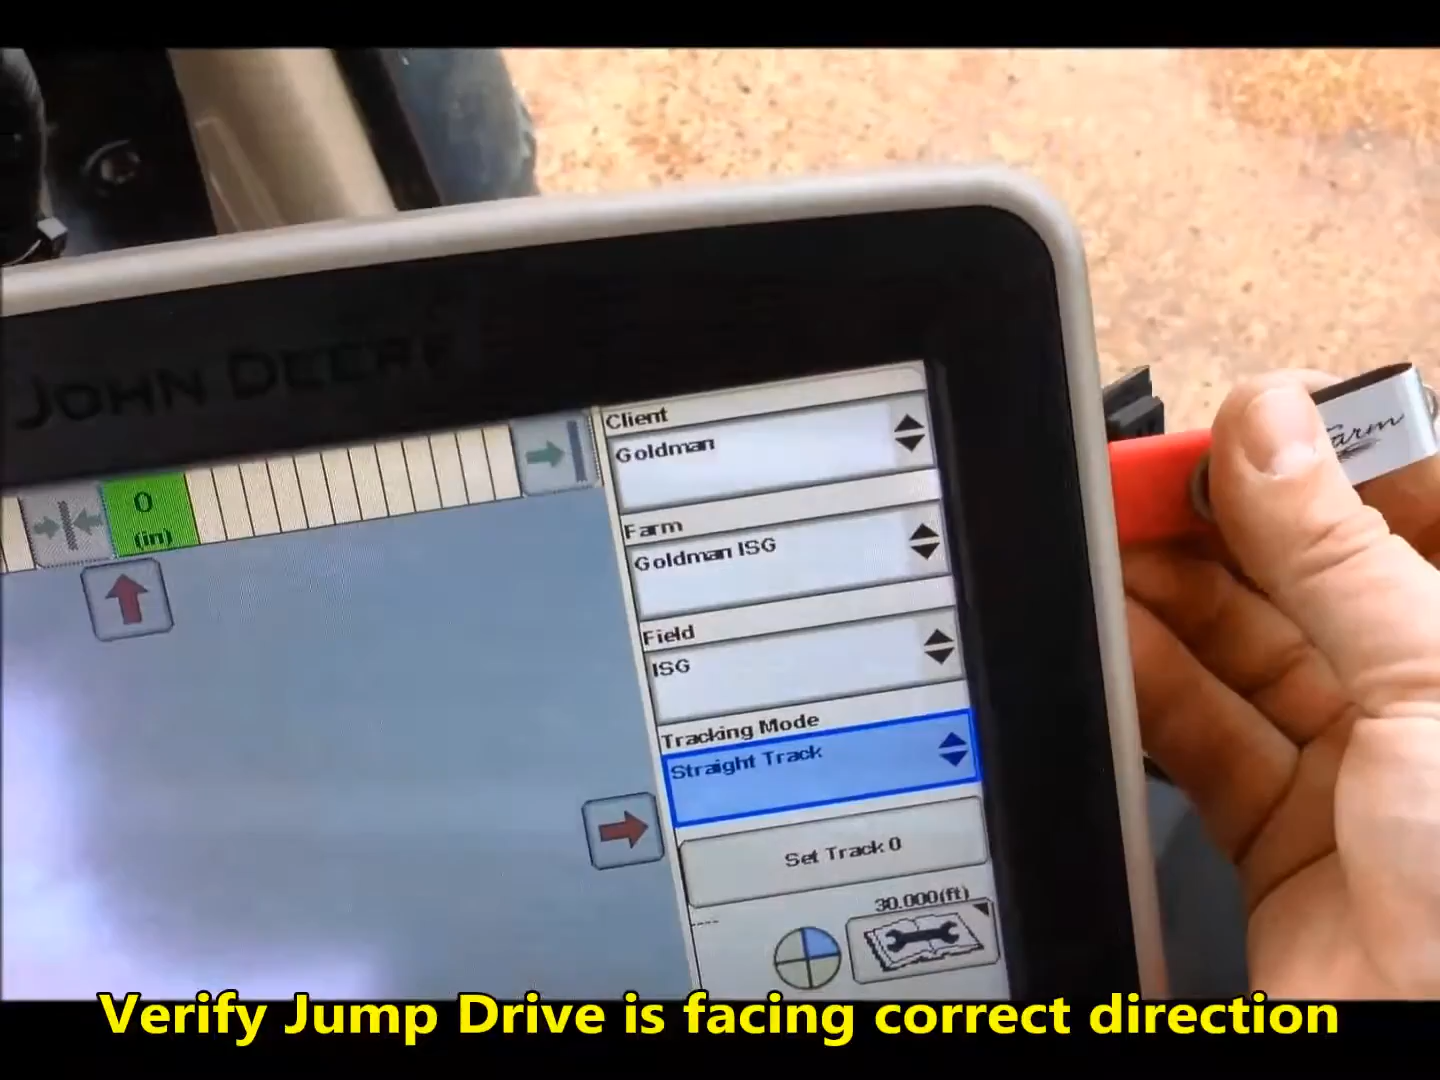 JOHN DEERE
0
(in)
Client
Goldman
Farm
Goldman ISG
Field
ISG
Tracking Mode
Straight Track
Set Track 0
30.000(ft)
Farm
Verify Jump Drive is facing correct direction